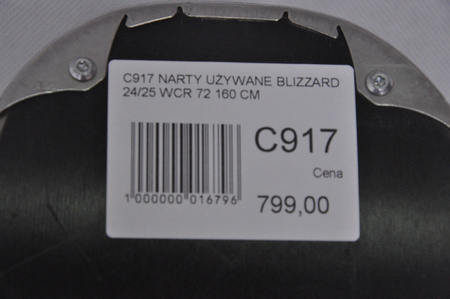 C917 NARTY UŻYWANE BLIZZARD
24/25 WCR 72 160 CM
C917
Cena
1 000000 016796
799,00